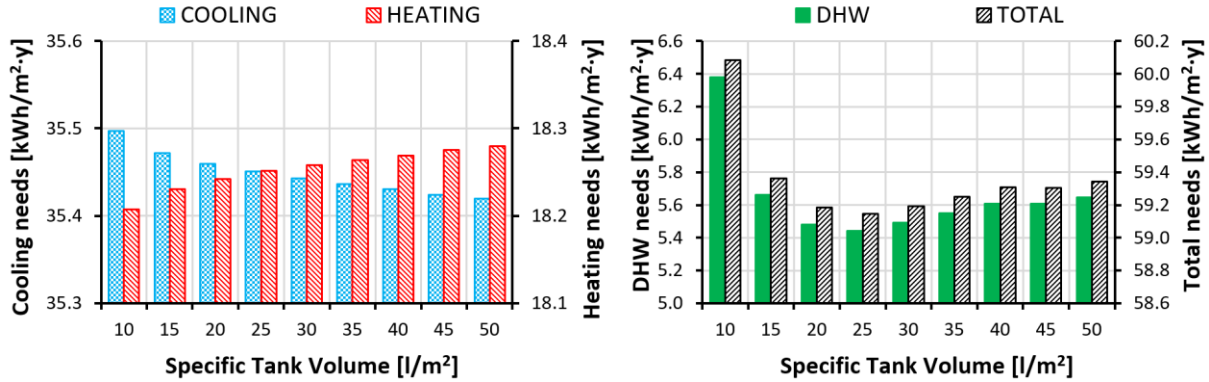 COOLING HEATING
Cooling needs [kWh/m²·y]
35.6
35.5
35.4
35.3
18.4
18.3
18.2
18.1
Heating needs [kWh/m²·y]
10 15 20 25 30 35 40 45 50
Specific Tank Volume [l/m²]
DHW TOTAL
DHW needs [kWh/m²·y]
6.6
6.4
6.2
6.0
5.8
5.6
5.4
5.2
5.0
60.2
60.0
59.8
59.6
59.4
59.2
59.0
58.8
58.6
Total needs [kWh/m²·y]
10 15 20 25 30 35 40 45 50
Specific Tank Volume [l/m²]